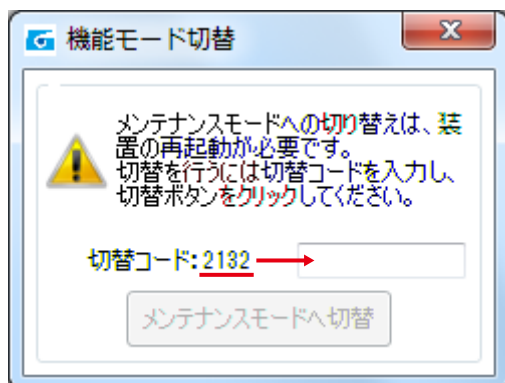 機能モード切替
メンテナンスモードへの切り替えは、装
置の再起動が必要です。
切替を行うには切替コードを入力し、
切替ボタンをクリックしてください。
切替コード:2132
メンテナンスモードへ切替